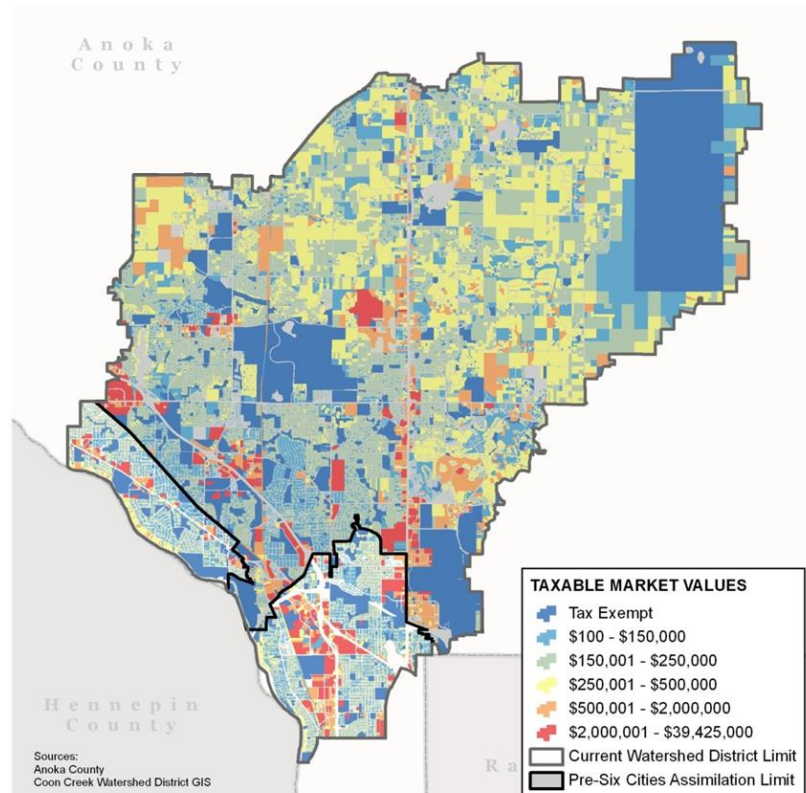 Anoka
County
TAXABLE MARKET VALUES
Tax Exempt
$100 - $150,000
$150,001 - $250,000
$250,001 - $500,000
$500,001 - $2,000,000
$2,000,001 - $39,425,000
Current Watershed District Limit
Pre-Six Cities Assimilation Limit
Hennepin
County
Ra
Sources:
Anoka County
Coon Creek Watershed District GIS